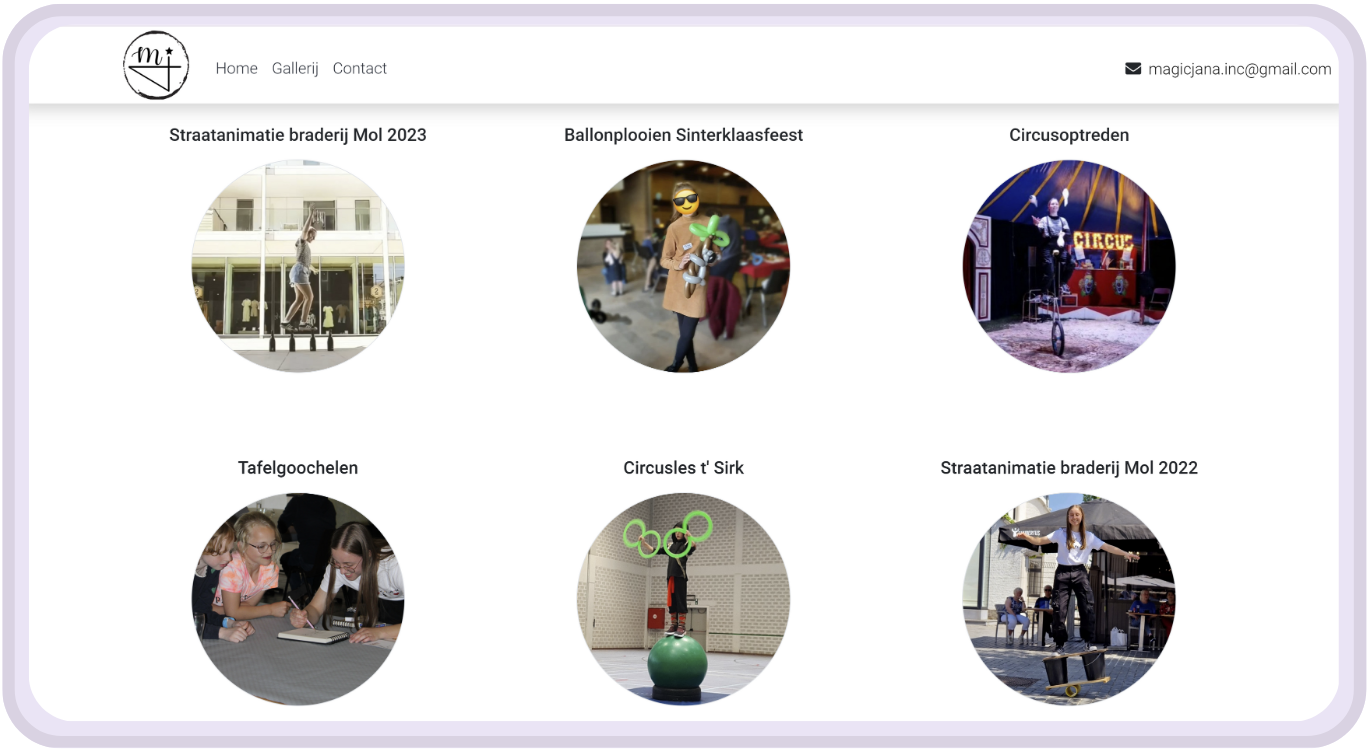 m
Home Gallerij Contact
magicjana.inc@gmail.com
Straatanimatie braderij Mol 2023
Ballonplooien Sinterklaasfeest
Circusoptreden
CIRCUS
Tafelgoochelen
Circusles t' Sirk
Straatanimatie braderij Mol 2022